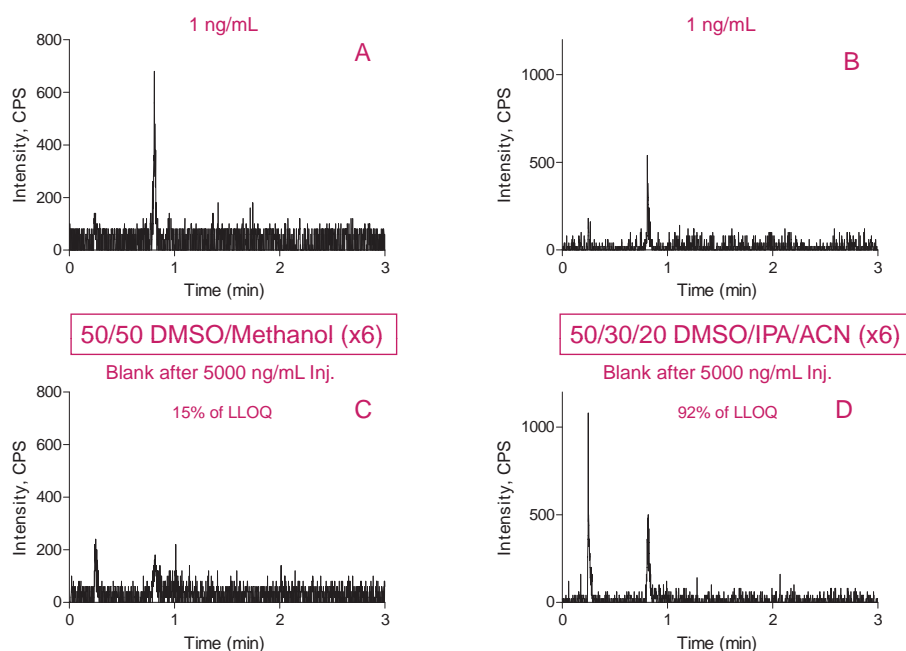 1 ng/mL
A
800
600
400
200
0
Intensity, CPS
0 1 2 3
Time (min)
1 ng/mL
B
1000
500
0
Intensity, CPS
0 1 2 3
Time (min)
50/50 DMSO/Methanol (x6)
50/30/20 DMSO/IPA/ACN (x6)
Blank after 5000 ng/mL Inj.
15% of LLOQ
C
800
600
400
200
0
Intensity, CPS
0 1 2 3
Time (min)
Blank after 5000 ng/mL Inj.
92% of LLOQ
D
1000
500
0
Intensity, CPS
0 1 2 3
Time (min)